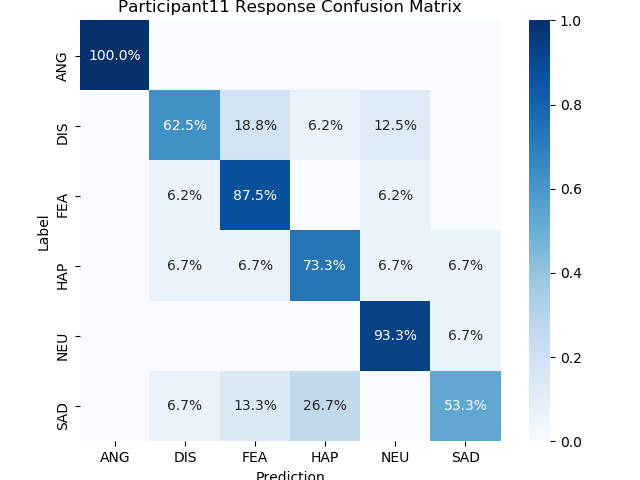 Participant11 Response Confusion Matrix
ANG 100.0%
DIS 62.5% 18.8% 6.2% 12.5%
FEA 6.2% 87.5% 6.2%
HAP 6.7% 6.7% 73.3% 6.7% 6.7%
NEU 93.3% 6.7%
SAD 6.7% 13.3% 26.7% 53.3%
Label
ANG DIS FEA HAP NEU SAD
Prediction
1.0
0.8
0.6
0.4
0.2
0.0